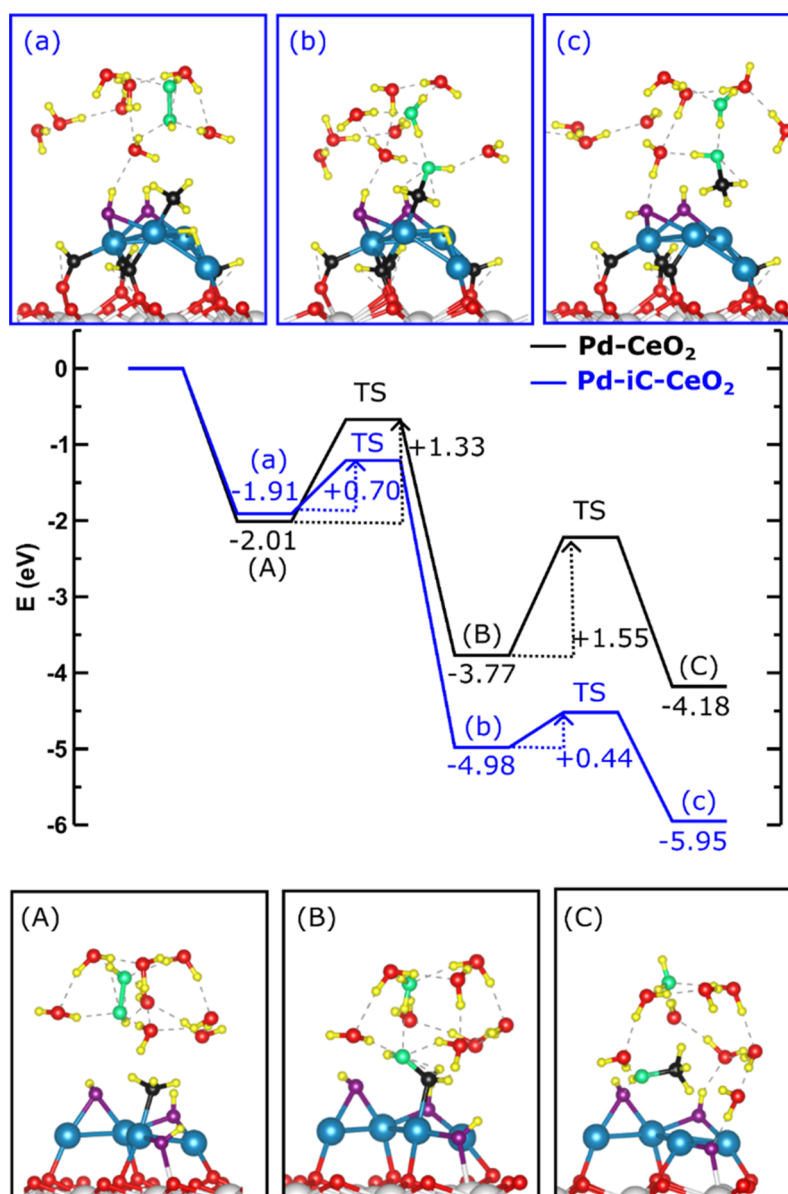 (a)
(b)
(c)
0
-1
-2
-3
-4
-5
-6
E (eV)
Pd-CeO₂
Pd-iC-CeO₂
TS
TS
+1.33
(a)
-1.91
+0.70
-2.01
(A)
TS
(B)
-3.77
+1.55
(C)
-4.18
TS
(b)
-4.98
+0.44
(c)
-5.95
(A)
(B)
(C)